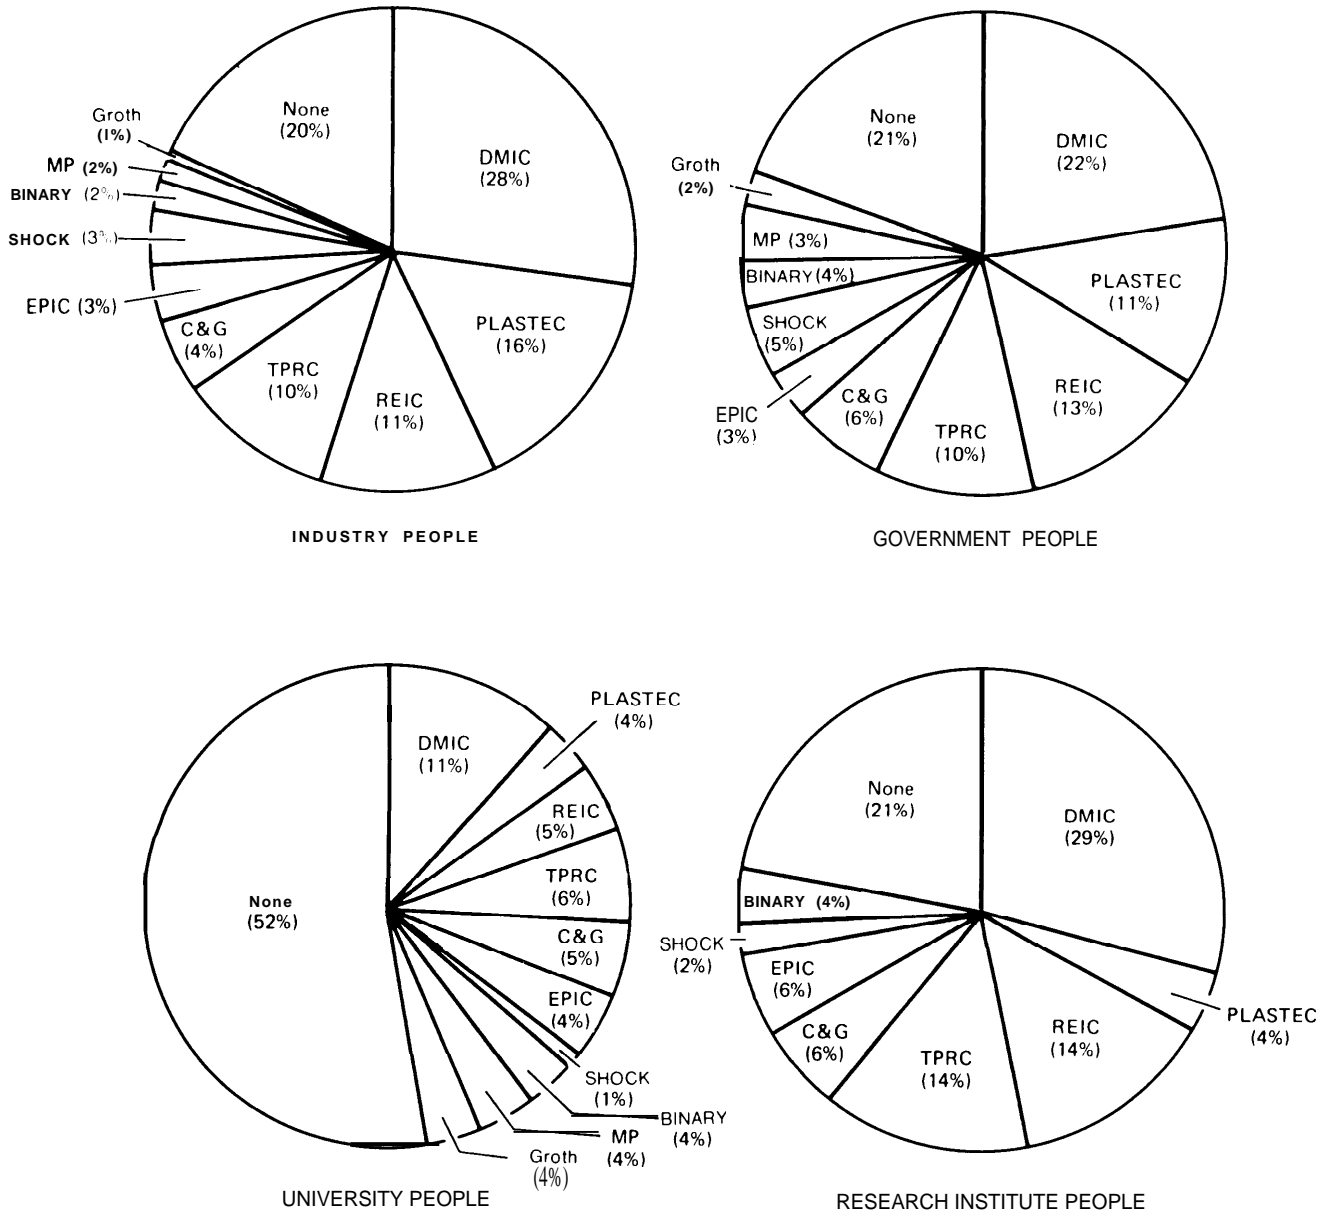 None
(20%)
DMIC
(28%)
PLASTEC
(16%)
REIC
(11%)
TPRC
(10%)
C&G
(4%)
EPIC (3%)
SHOCK (3%)
BINARY (2%)
MP (2%)
Groth
(1%)
INDUSTRY PEOPLE
None
(21%)
DMIC
(22%)
PLASTEC
(11%)
REIC
(13%)
TPRC
(10%)
C&G
(6%)
EPIC
(3%)
SHOCK
(5%)
BINARY (4%)
MP (3%)
Groth
(2%)
GOVERNMENT PEOPLE
None
(52%)
DMIC
(11%)
PLASTEC
(4%)
REIC
(5%)
TPRC
(6%)
C&G
(5%)
EPIC
(4%)
SHOCK
(1%)
BINARY
(4%)
MP
(4%)
Groth
(4%)
UNIVERSITY PEOPLE
None
(21%)
DMIC
(29%)
PLASTEC
(4%)
REIC
(14%)
TPRC
(14%)
C&G
(6%)
EPIC
(6%)
SHOCK
(2%)
BINARY (4%)
RESEARCH INSTITUTE PEOPLE